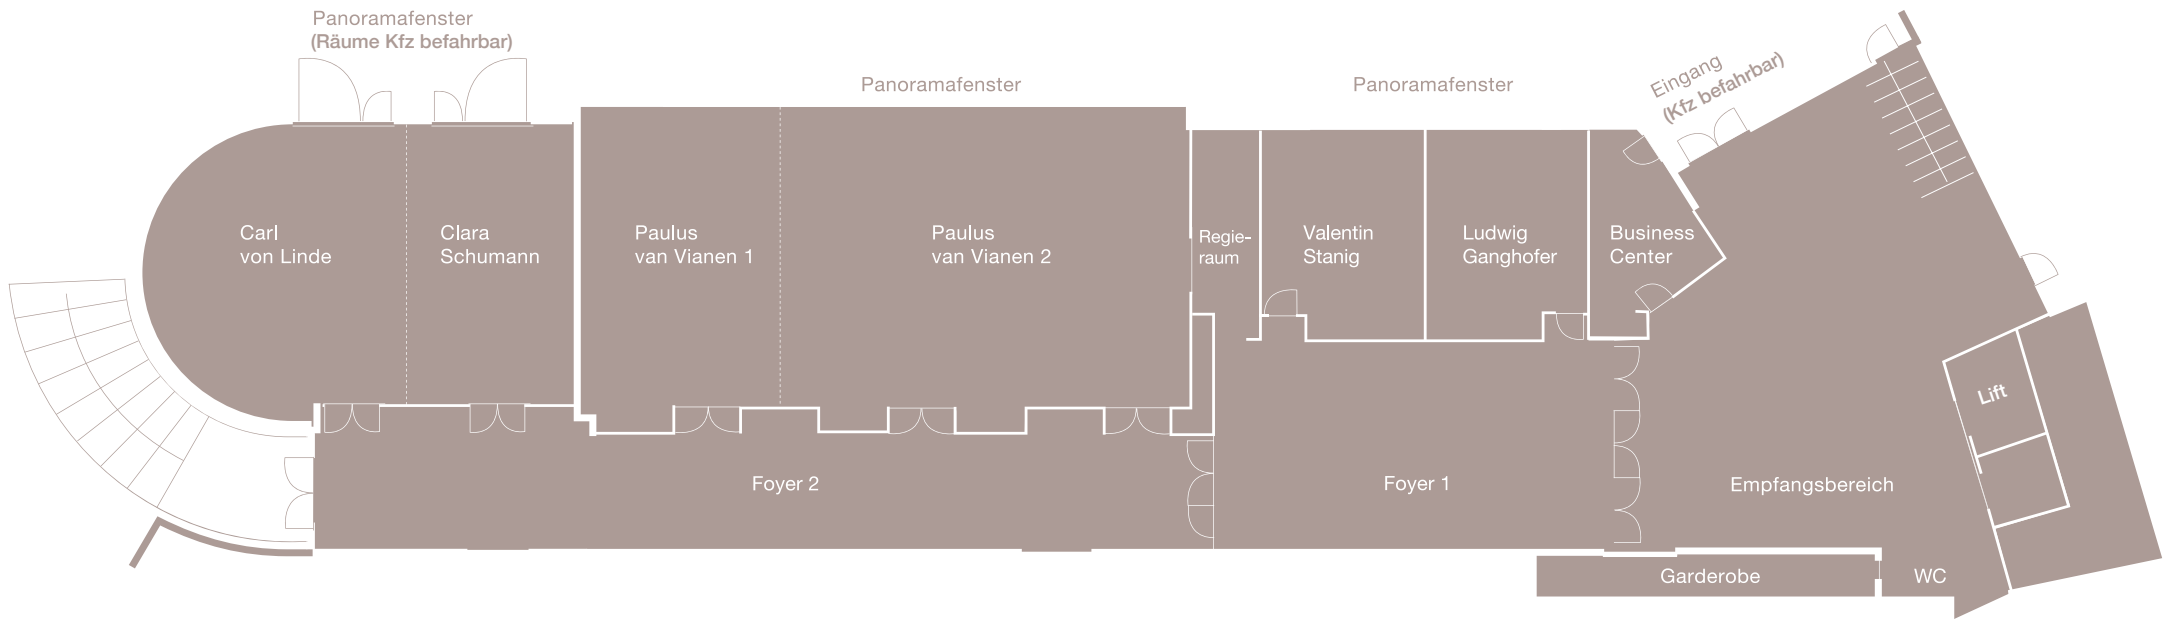 Panoramafenster
(Räume Kfz befahrbar)
Panoramafenster
Panoramafenster
Eingang
(Kfz befahrbar)
Carl
von Linde
Clara
Schumann
Paulus
van Vianen 1
Paulus
van Vianen 2
Regie-
raum
Valentin
Stanig
Ludwig
Ganghofer
Business
Center
Lift
Foyer 2
Foyer 1
Empfangsbereich
Garderobe
WC